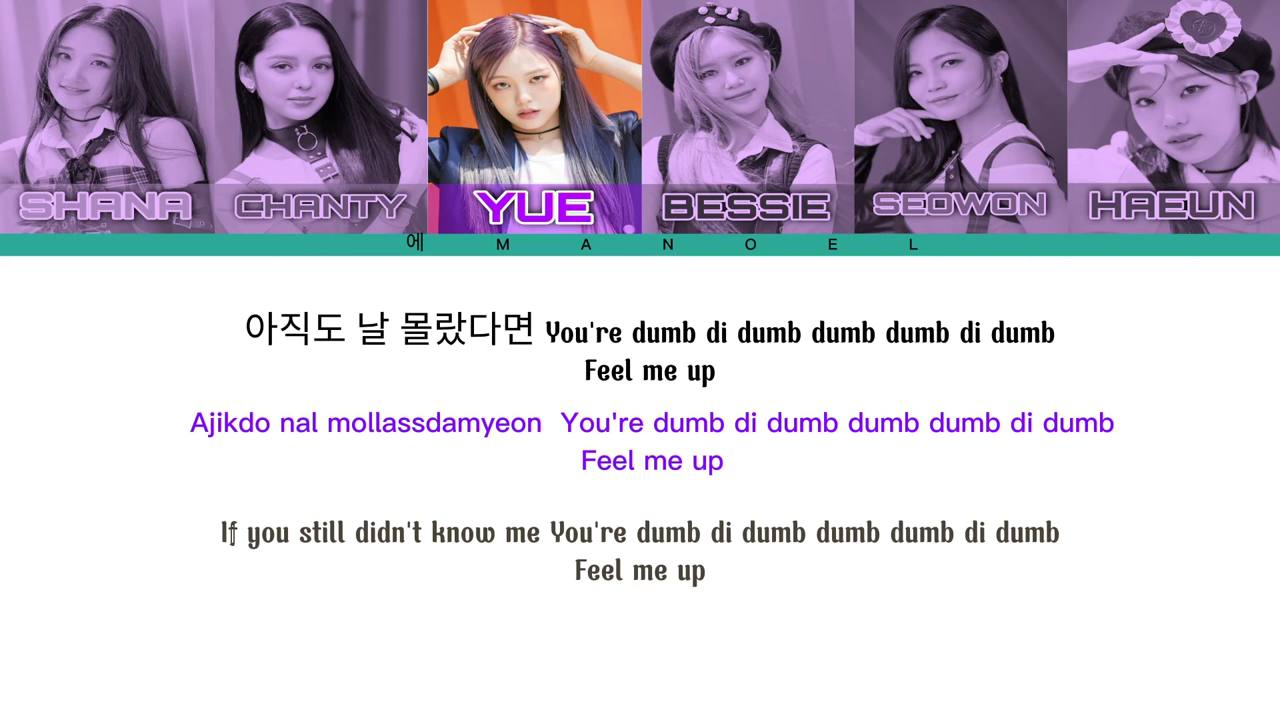 SHANA CHANTY YUE BESSIE SEOWON HAEUN
에 M A N O E L
아직도 날 몰랐다면 You're dumb di dumb dumb dumb di dumb
Feel me up
Ajikdo nal mollassdamyeon You're dumb di dumb dumb dumb di dumb
Feel me up
If you still didn't know me You're dumb di dumb dumb dumb di dumb
Feel me up